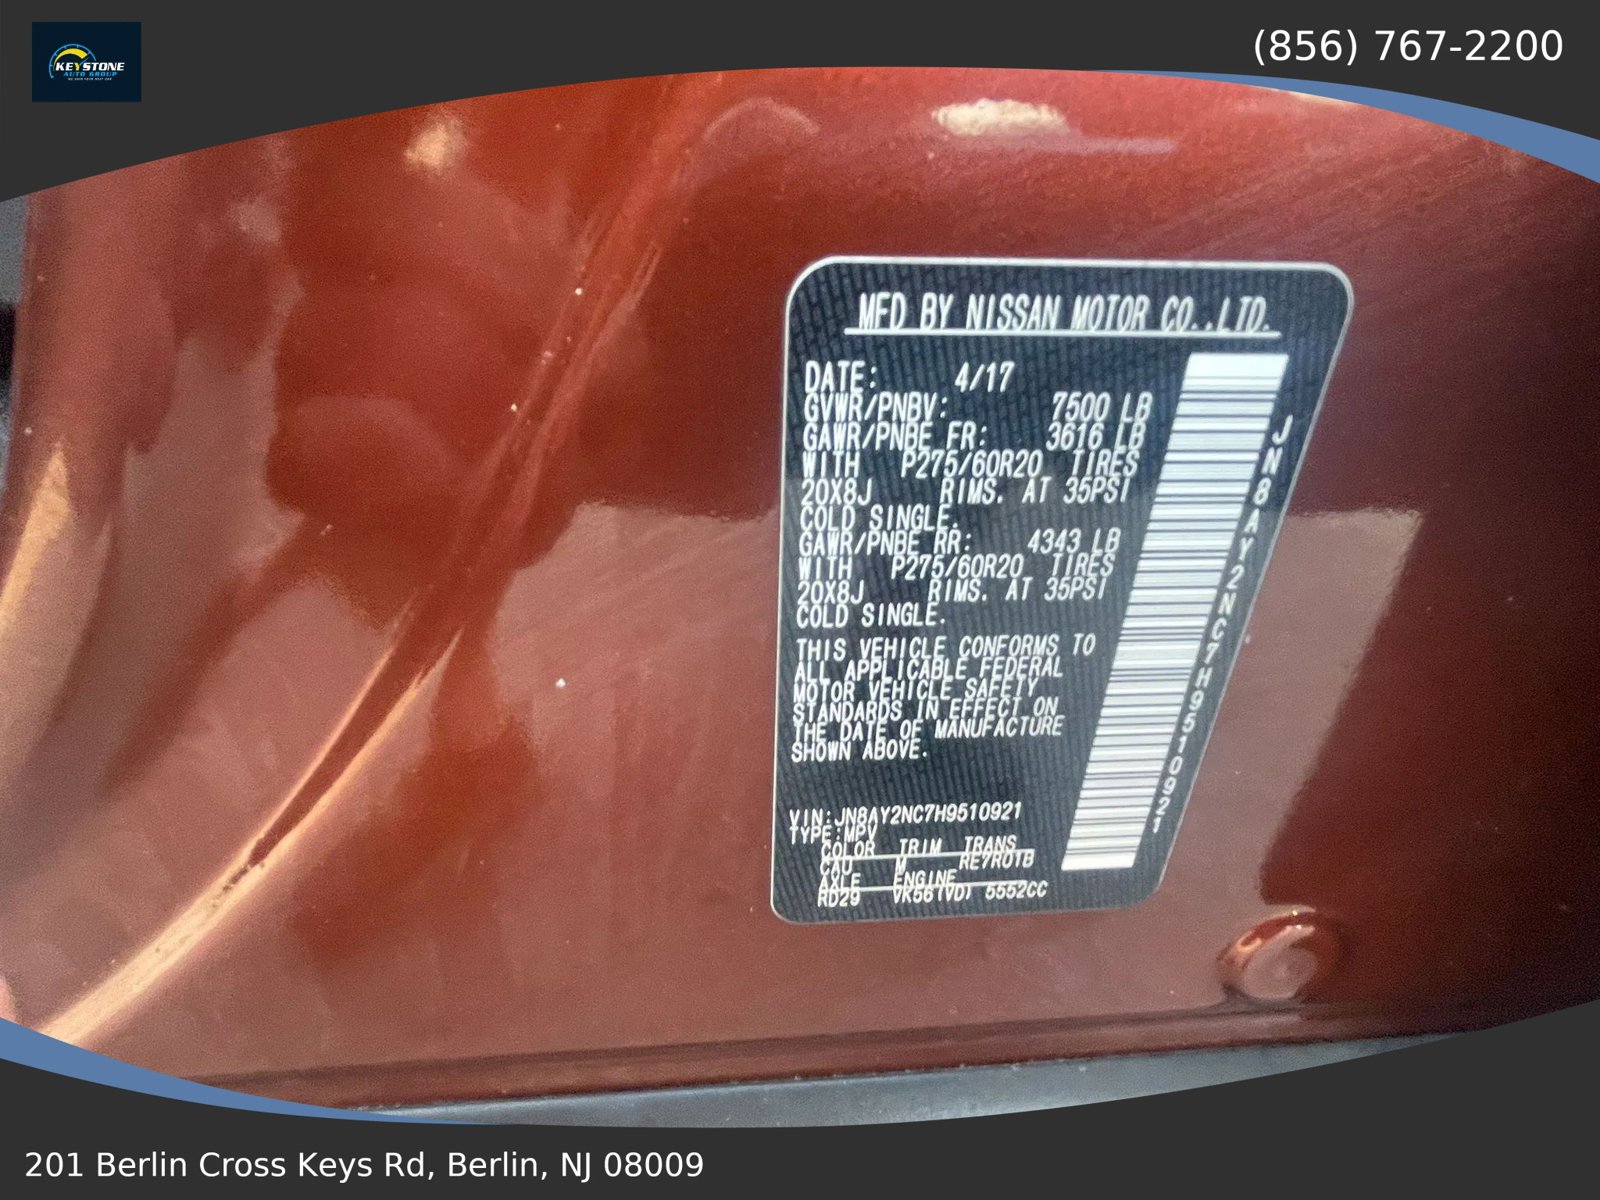 KEYSTONE
AUTO GROUP
(856) 767-2200
MFD BY NISSAN MOTOR CO.,LTD.
DATE: 4/17
GVWR/PNBV: 7500 LB
GAWR/PNBE FR: 3616 LB
WITH P275/60R20 TIRES
20X8J RIMS. AT 35PSI
COLD SINGLE.
GAWR/PNBE RR: 4343 LB
WITH P275/60R20 TIRES
20X8J RIMS. AT 35PSI
COLD SINGLE.
THIS VEHICLE CONFORMS TO
ALL APPLICABLE FEDERAL
MOTOR VEHICLE SAFETY
STANDARDS IN EFFECT ON
THE DATE OF MANUFACTURE
SHOWN ABOVE.
VIN:JN8AY2NC7H9510921
TYPE:MPV
COLOR TRIM TRANS
CAU M RE7R01B
AXLE ENGINE
RD29 VK56(VD) 5552CC
JN8AY2NC7H9510921
201 Berlin Cross Keys Rd, Berlin, NJ 08009